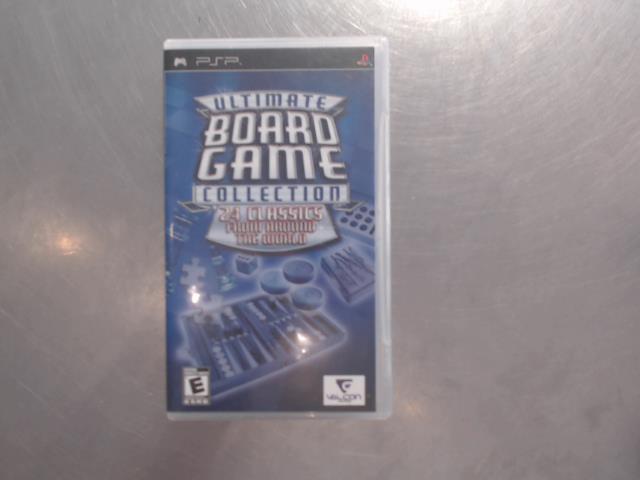 PSP
ULTIMATE
BOARD
GAME
COLLECTION
24 CLASSICS
FROM AROUND
THE WORLD
E
VALCON